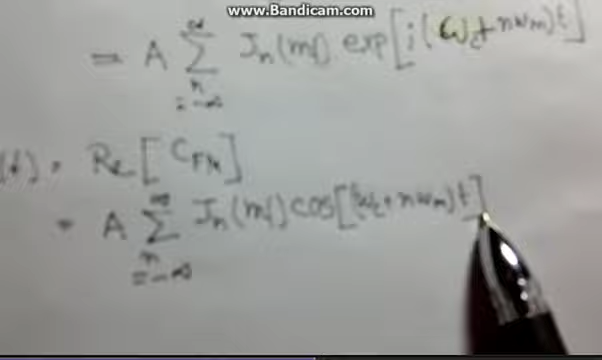 www.Bandicam.com
= A ∑ Jn(mf) exp[i(ωc+nωm)t]
∞
n
=-∞
(t) = Re[CFM]
= A ∑ Jn(mf) cos[(ωc+nωm)t]
∞
n
=-∞